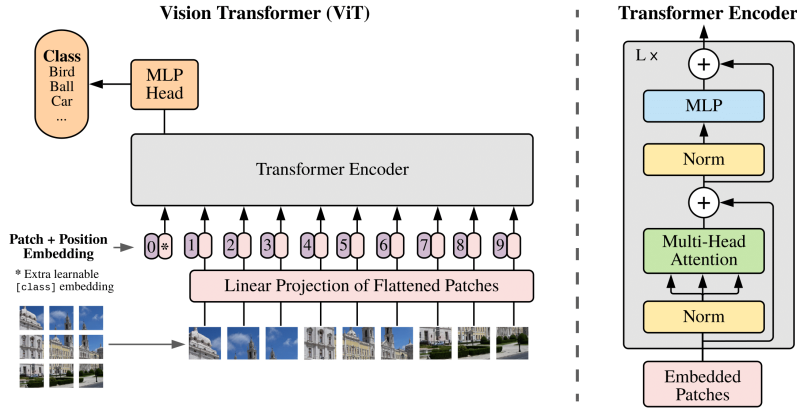 Vision Transformer (ViT)
Class
Bird
Ball
Car
...
MLP
Head
Transformer Encoder
Patch + Position
Embedding
0 * 1 2 3 4 5 6 7 8 9
* Extra learnable
[class] embedding
Linear Projection of Flattened Patches
Transformer Encoder
L x
+
MLP
Norm
+
Multi-Head
Attention
Norm
Embedded
Patches